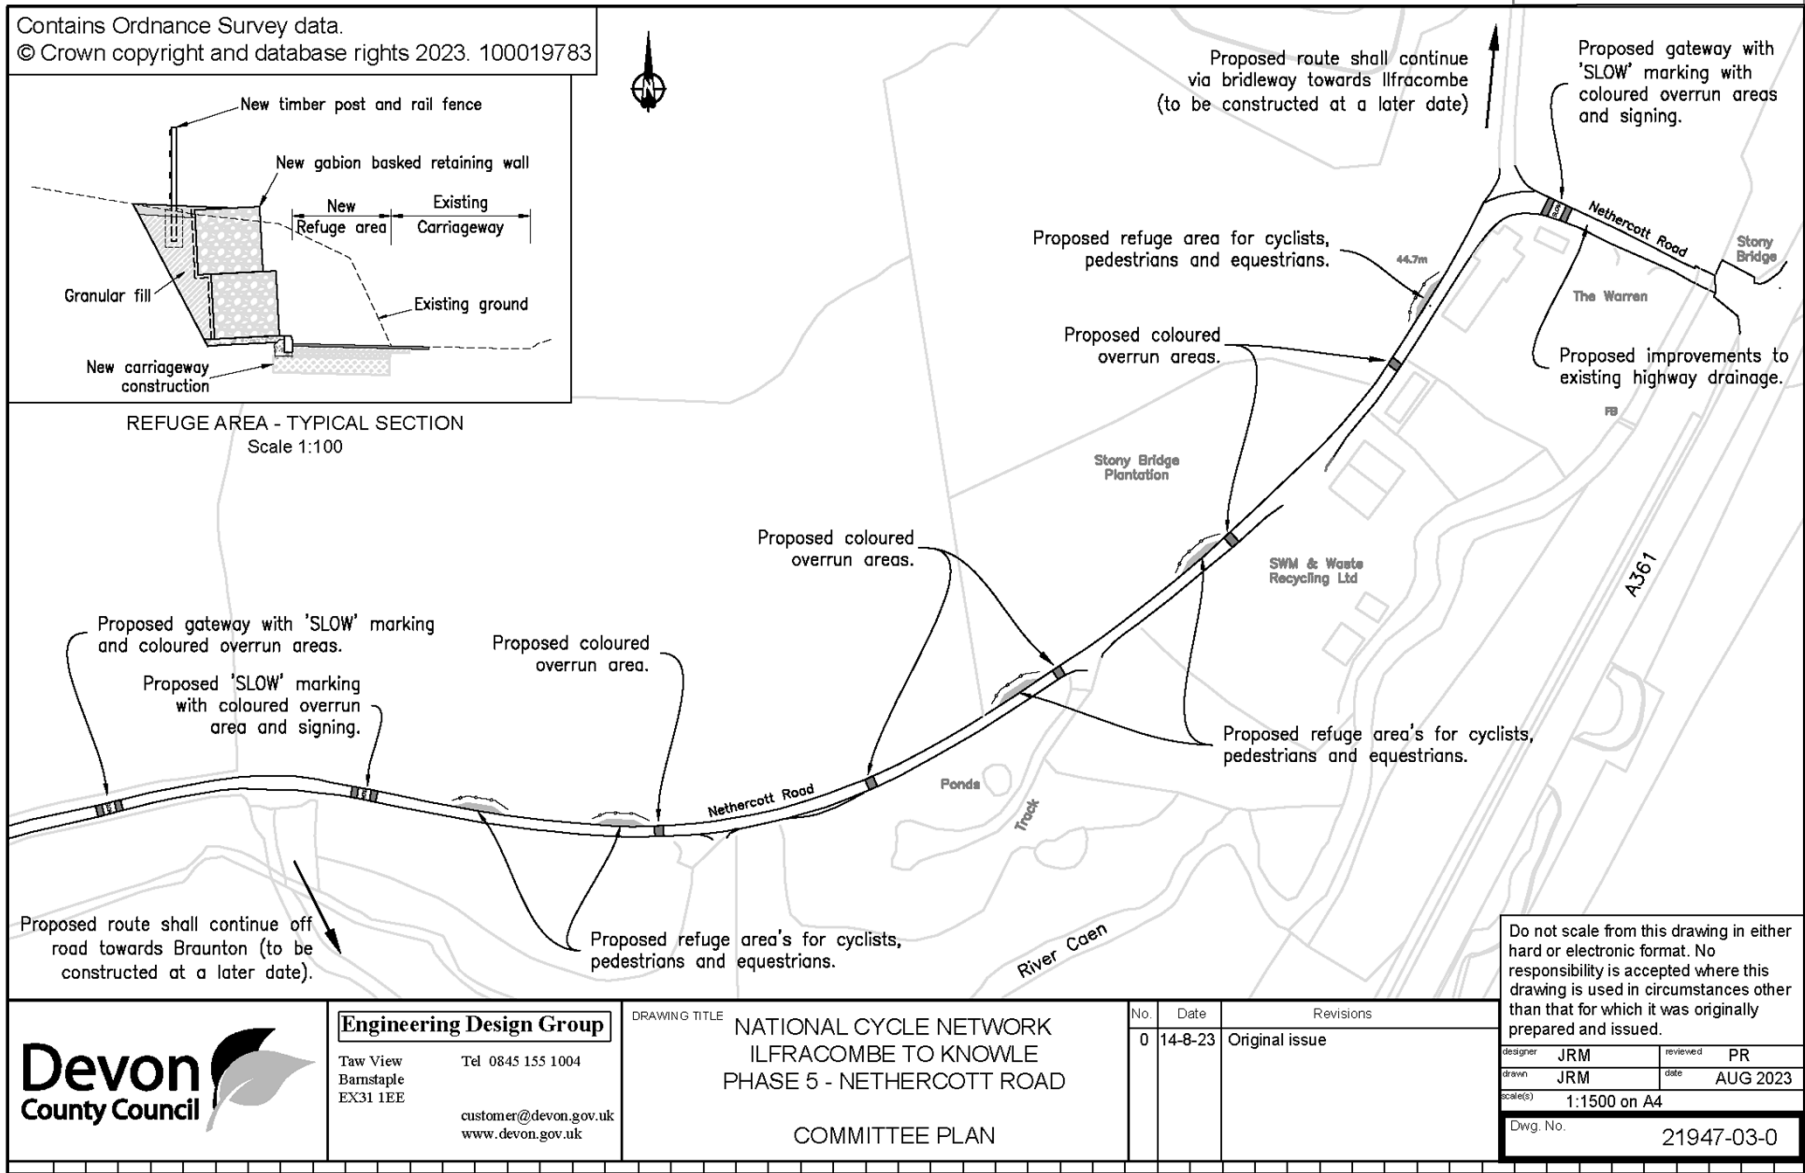 Contains Ordnance Survey data.
© Crown copyright and database rights 2023. 100019783
New timber post and rail fence
New gabion basked retaining wall
New
Refuge area
Existing
Carriageway
Granular fill
Existing ground
New carriageway
construction
REFUGE AREA - TYPICAL SECTION
Scale 1:100
N
Proposed route shall continue
via bridleway towards Ilfracombe
(to be constructed at a later date)
Proposed gateway with
'SLOW' marking with
coloured overrun areas
and signing.
SLOW
Nethercott Road
Stony
Bridge
Proposed refuge area for cyclists,
pedestrians and equestrians.
44.7m
The Warren
Proposed coloured
overrun areas.
Proposed improvements to
existing highway drainage.
FB
Stony Bridge
Plantation
Proposed coloured
overrun areas.
SWM & Waste
Recycling Ltd
A361
Proposed gateway with 'SLOW' marking
and coloured overrun areas.
Proposed 'SLOW' marking
with coloured overrun
area and signing.
Proposed coloured
overrun area.
Proposed refuge area's for cyclists,
pedestrians and equestrians.
Nethercott Road
Ponds
Track
Proposed route shall continue off
road towards Braunton (to be
constructed at a later date).
Proposed refuge area's for cyclists,
pedestrians and equestrians.
River Caen
Do not scale from this drawing in either
hard or electronic format. No
responsibility is accepted where this
drawing is used in circumstances other
than that for which it was originally
prepared and issued.
Devon
County Council
Engineering Design Group
Taw View
Barnstaple
EX31 1EE
Tel 0845 155 1004
customer@devon.gov.uk
www.devon.gov.uk
DRAWING TITLE
NATIONAL CYCLE NETWORK
ILFRACOMBE TO KNOWLE
PHASE 5 - NETHERCOTT ROAD
COMMITTEE PLAN
No. Date Revisions
0 14-8-23 Original issue
designer JRM reviewed PR
drawn JRM date AUG 2023
scale(s) 1:1500 on A4
Dwg. No.
21947-03-0